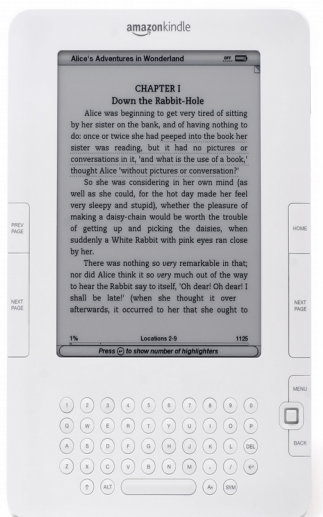 amazonkindle
Alice's Adventures in Wonderland
CHAPTER I
Down the Rabbit-Hole
Alice was beginning to get very tired of sitting
by her sister on the bank, and of having nothing to
do: once or twice she had peeped into the book her
sister was reading, but it had no pictures or
conversations in it, 'and what is the use of a book,'
thought Alice 'without pictures or conversation?'
So she was considering in her own mind (as
well as she could, for the hot day made her feel
very sleepy and stupid), whether the pleasure of
making a daisy-chain would be worth the trouble
of getting up and picking the daisies, when
suddenly a White Rabbit with pink eyes ran close
by her.
There was nothing so very remarkable in that;
nor did Alice think it so very much out of the way
to hear the Rabbit say to itself, 'Oh dear! Oh dear! I
shall be late!' (when she thought it over
afterwards, it occurred to her that she ought to
1% Locations 2-9 1125
Press to show number of highlighters
PREV
PAGE
NEXT
PAGE
HOME
NEXT
PAGE
MENU
BACK
1 2 3 4 5 6 7 8 9 0
Q W E R T Y U I O P
A S D F G H J K L DEL
Z X C V B N M . /
ALT Aa SYM